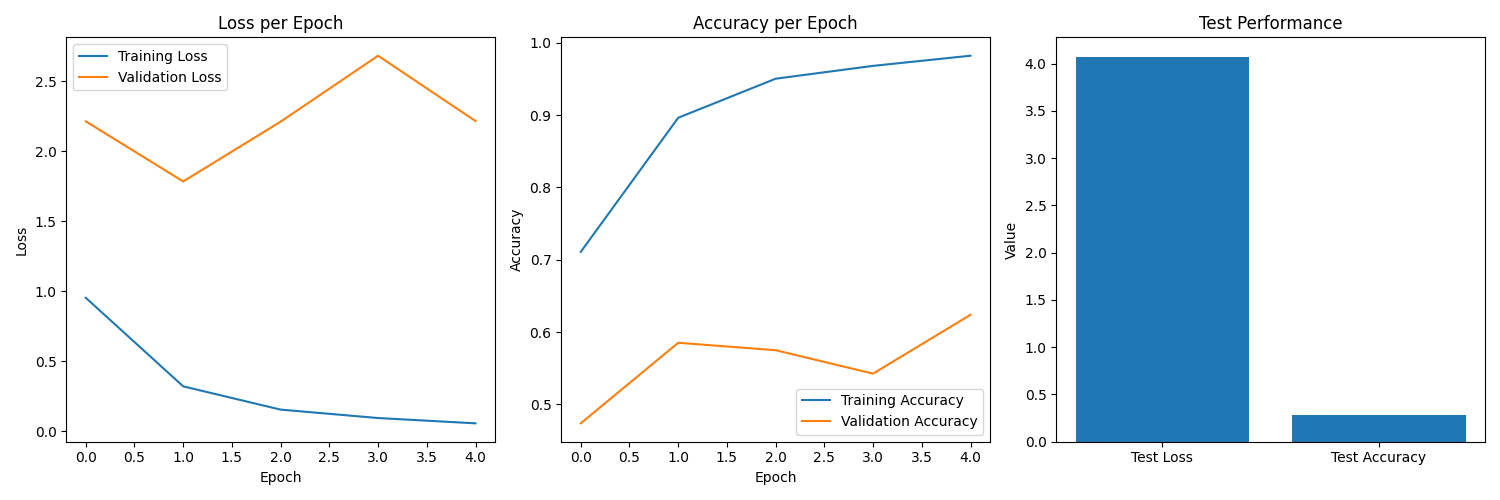 Loss per Epoch
Training Loss
Validation Loss
2.5
2.0
1.5
1.0
0.5
0.0
Loss
0.0 0.5 1.0 1.5 2.0 2.5 3.0 3.5 4.0
Epoch
Accuracy per Epoch
1.0
0.9
0.8
0.7
0.6
0.5
Accuracy
Training Accuracy
Validation Accuracy
0.0 0.5 1.0 1.5 2.0 2.5 3.0 3.5 4.0
Epoch
Test Performance
4.0
3.5
3.0
2.5
2.0
1.5
1.0
0.5
0.0
Value
Test Loss Test Accuracy